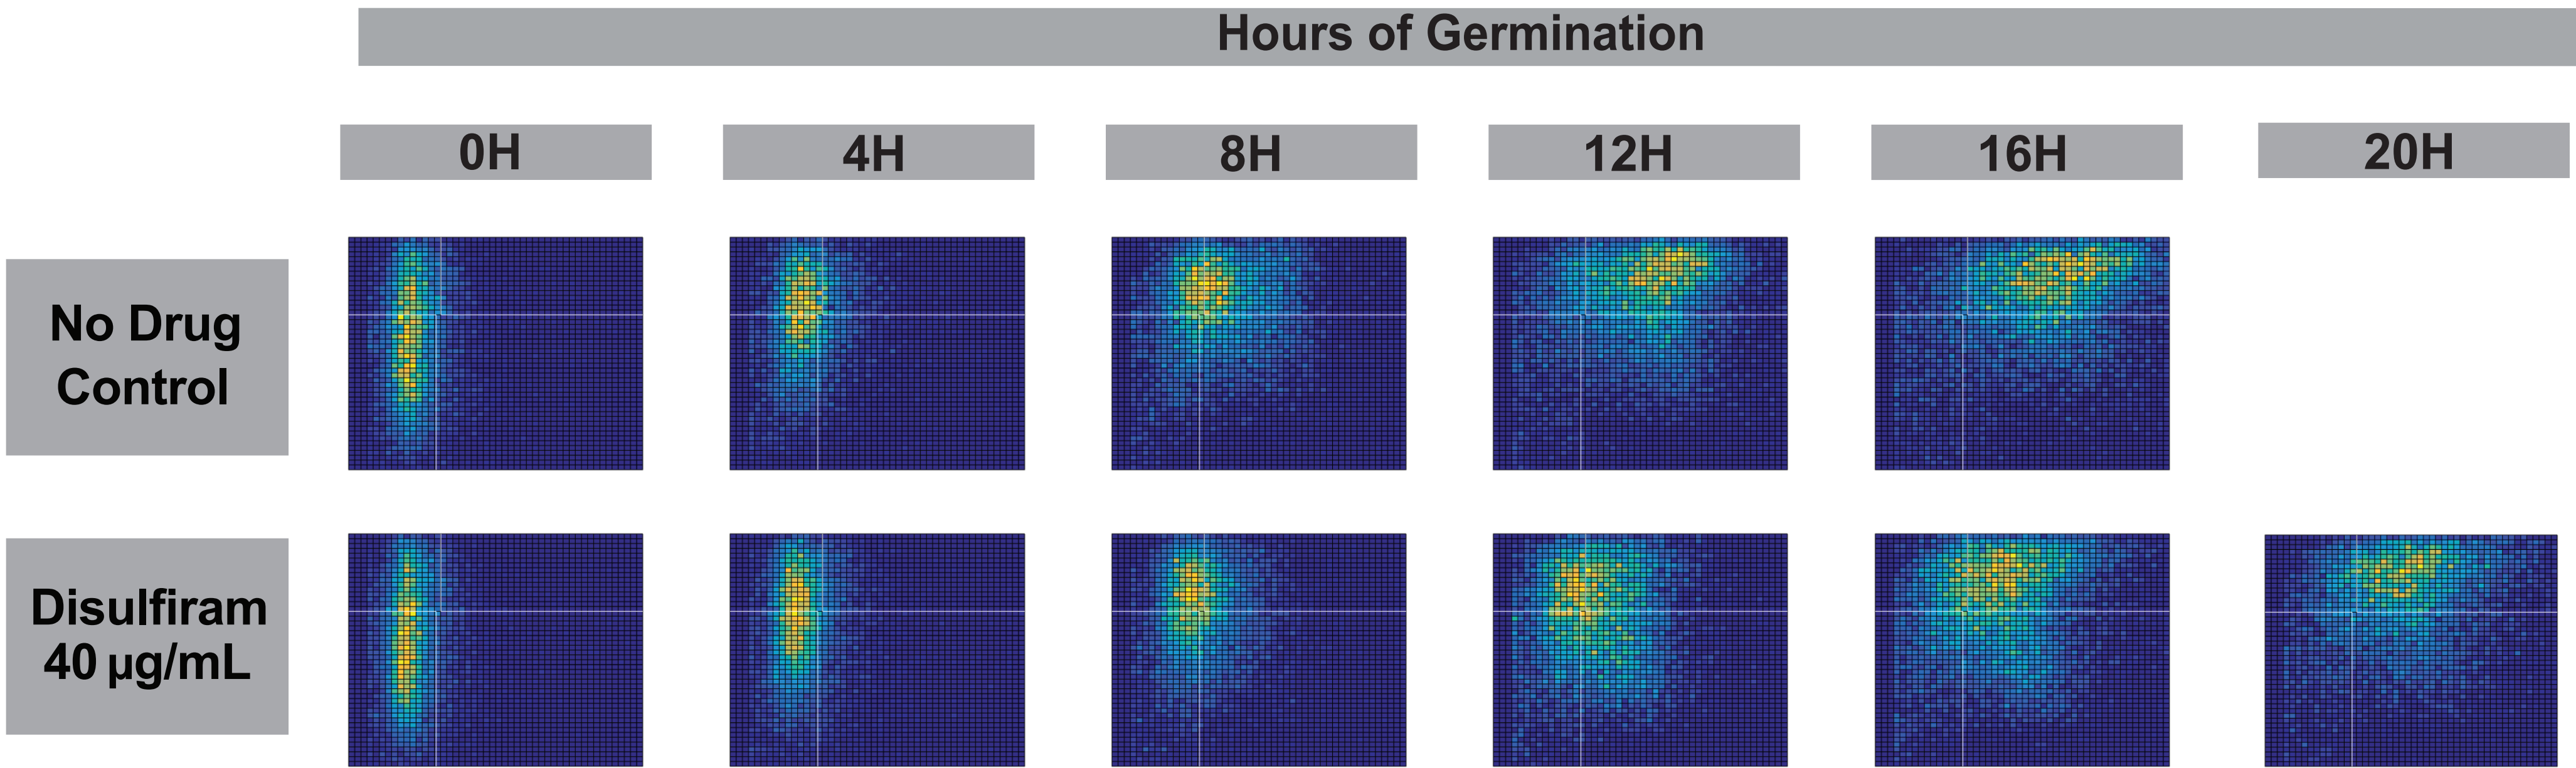 Hours of Germination
0H
4H
8H
12H
16H
20H
No Drug
Control
Disulfiram
40 µg/mL